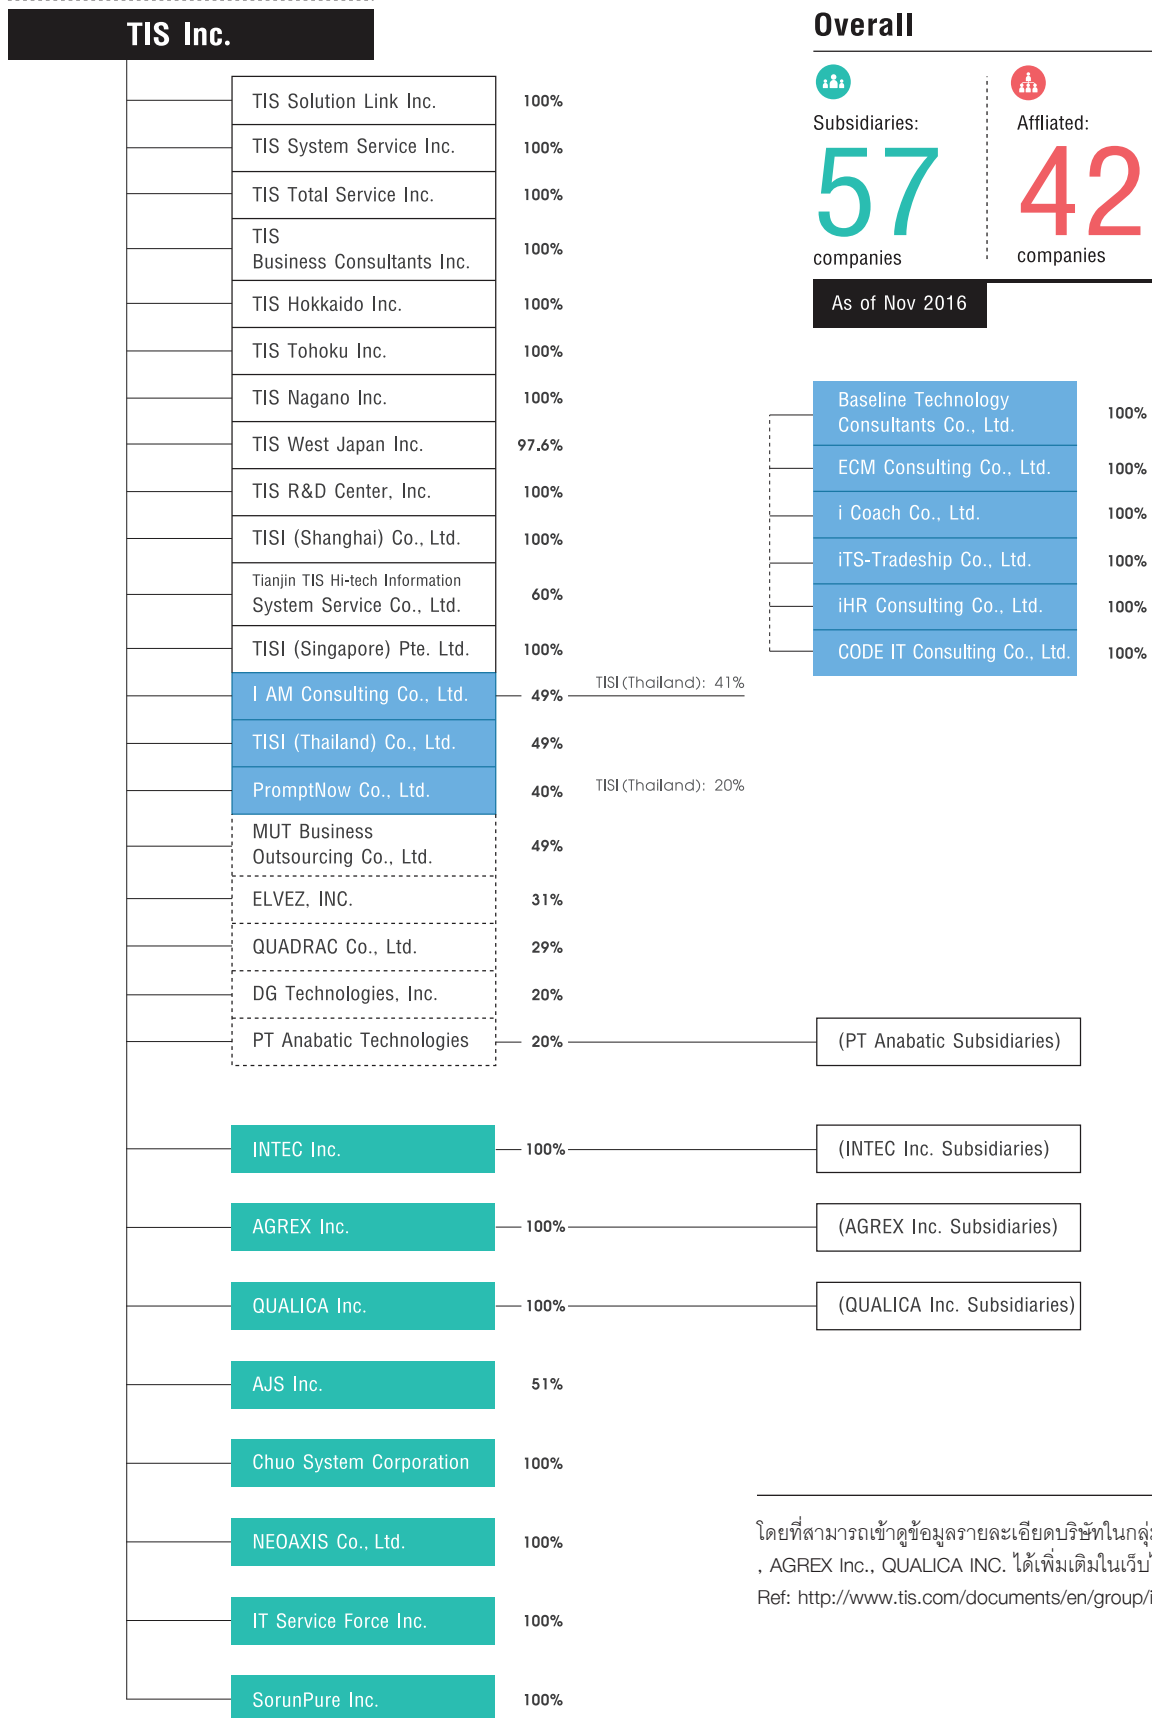 TIS Inc.
TIS Solution Link Inc. 100%
TIS System Service Inc. 100%
TIS Total Service Inc. 100%
TIS
Business Consultants Inc. 100%
TIS Hokkaido Inc. 100%
TIS Tohoku Inc. 100%
TIS Nagano Inc. 100%
TIS West Japan Inc. 97.6%
TIS R&D Center, Inc. 100%
TISI (Shanghai) Co., Ltd. 100%
Tianjin TIS Hi-tech Information
System Service Co., Ltd. 60%
TISI (Singapore) Pte. Ltd. 100%
I AM Consulting Co., Ltd. 49% TISI (Thailand): 41%
TISI (Thailand) Co., Ltd. 49%
PromptNow Co., Ltd. 40% TISI (Thailand): 20%
MUT Business
Outsourcing Co., Ltd. 49%
ELVEZ, INC. 31%
QUADRAC Co., Ltd. 29%
DG Technologies, Inc. 20%
PT Anabatic Technologies 20% (PT Anabatic Subsidiaries)
INTEC Inc. 100% (INTEC Inc. Subsidiaries)
AGREX Inc. 100% (AGREX Inc. Subsidiaries)
QUALICA Inc. 100% (QUALICA Inc. Subsidiaries)
AJS Inc. 51%
Chuo System Corporation 100%
NEOAXIS Co., Ltd. 100%
IT Service Force Inc. 100%
SorunPure Inc. 100%
Overall
Subsidiaries:
57
companies
Affliated:
42
companies
As of Nov 2016
Baseline Technology
Consultants Co., Ltd. 100%
ECM Consulting Co., Ltd. 100%
i Coach Co., Ltd. 100%
iTS-Tradeship Co., Ltd. 100%
iHR Consulting Co., Ltd. 100%
CODE IT Consulting Co., Ltd. 100%
โดยที่สามารถเข้าดูข้อมูลรายละเอียดบริษัทในกลุ่ม
, AGREX Inc., QUALICA INC. ได้เพิ่มเติมในเว็บ
Ref: http://www.tis.com/documents/en/group/i